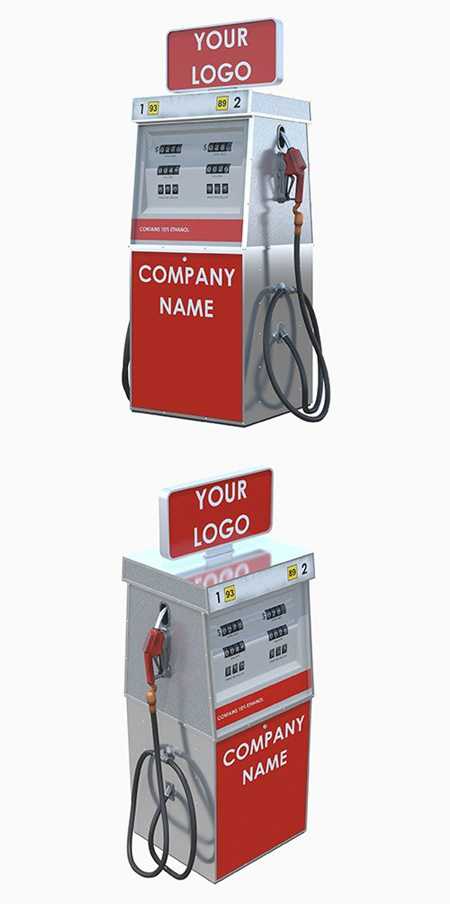 YOUR
LOGO
1 93 89 2
CONTAINS 10% ETHANOL
COMPANY
NAME
YOUR
LOGO
1 93 89 2
CONTAINS 10% ETHANOL
COMPANY
NAME